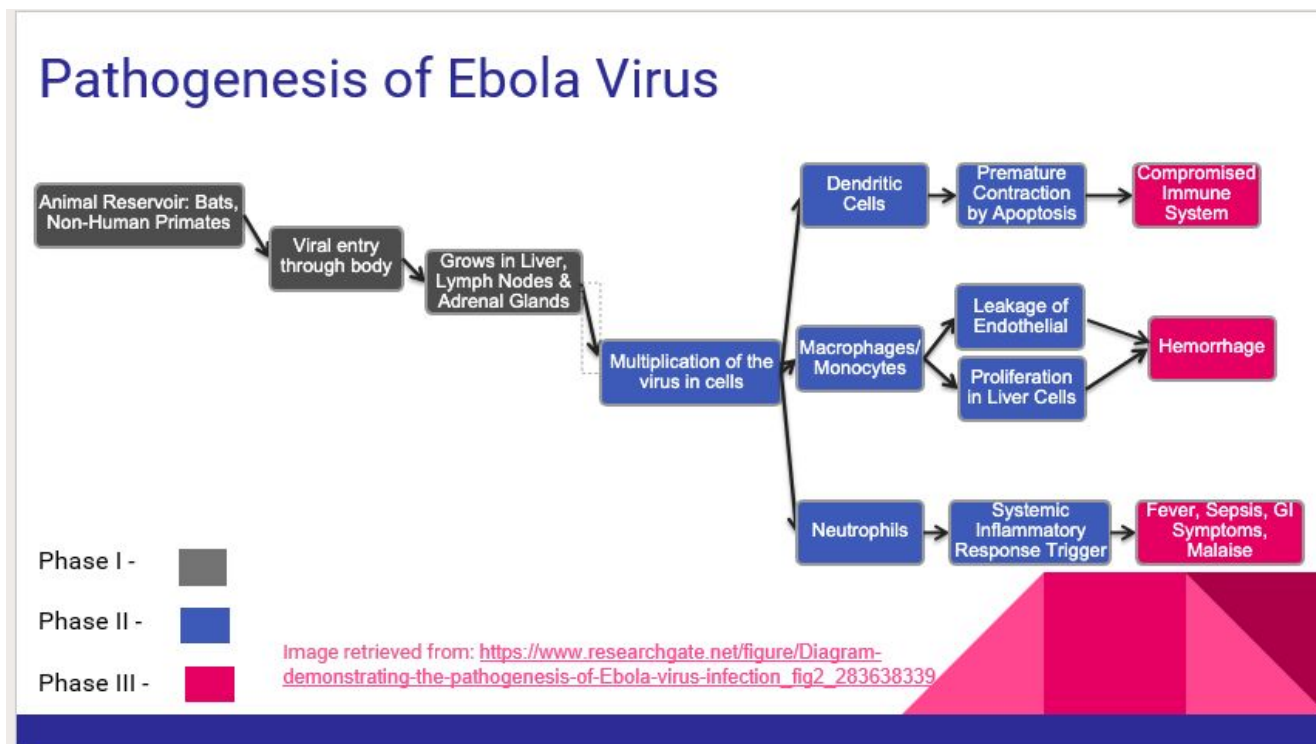 Pathogenesis of Ebola Virus
Animal Reservoir: Bats,
Non-Human Primates
Viral entry
through body
Grows in Liver,
Lymph Nodes &
Adrenal Glands
Multiplication of the
virus in cells
Dendritic
Cells
Premature
Contraction
by Apoptosis
Compromised
Immune
System
Macrophages/
Monocytes
Leakage of
Endothelial
Proliferation
in Liver Cells
Hemorrhage
Neutrophils
Systemic
Inflammatory
Response Trigger
Fever, Sepsis, GI
Symptoms,
Malaise
Phase I -
Phase II -
Phase III -
Image retrieved from: https://www.researchgate.net/figure/Diagram-
demonstrating-the-pathogenesis-of-Ebola-virus-infection_fig2_283638339